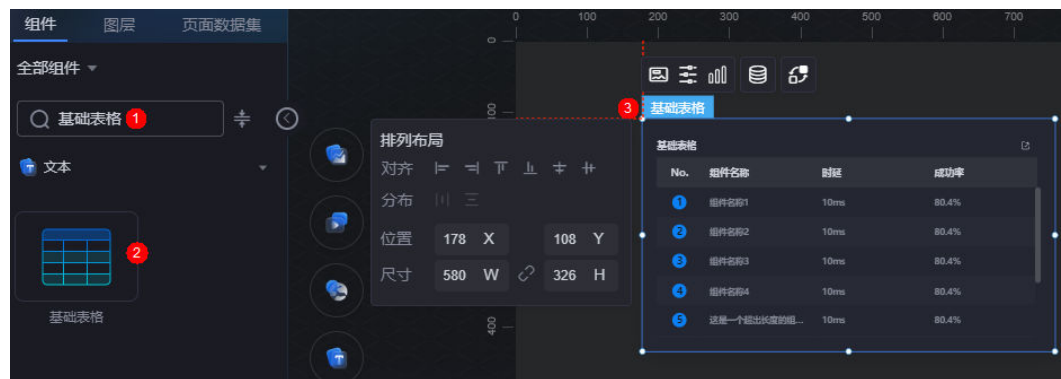 组件 图层 页面数据集
全部组件
基础表格 1
文本
2
基础表格
0 100 200 300 400 500 600 700
0
400
排列布局
对齐
分布
位置 178 X 108 Y
尺寸 580 W 326 H
3 基础表格
基础表格
No. 组件名称 时延 成功率
1 组件名称1 10ms 80.4%
2 组件名称2 10ms 80.4%
3 组件名称3 10ms 80.4%
4 组件名称4 10ms 80.4%
5 这是一个超出长度的组... 10ms 80.4%